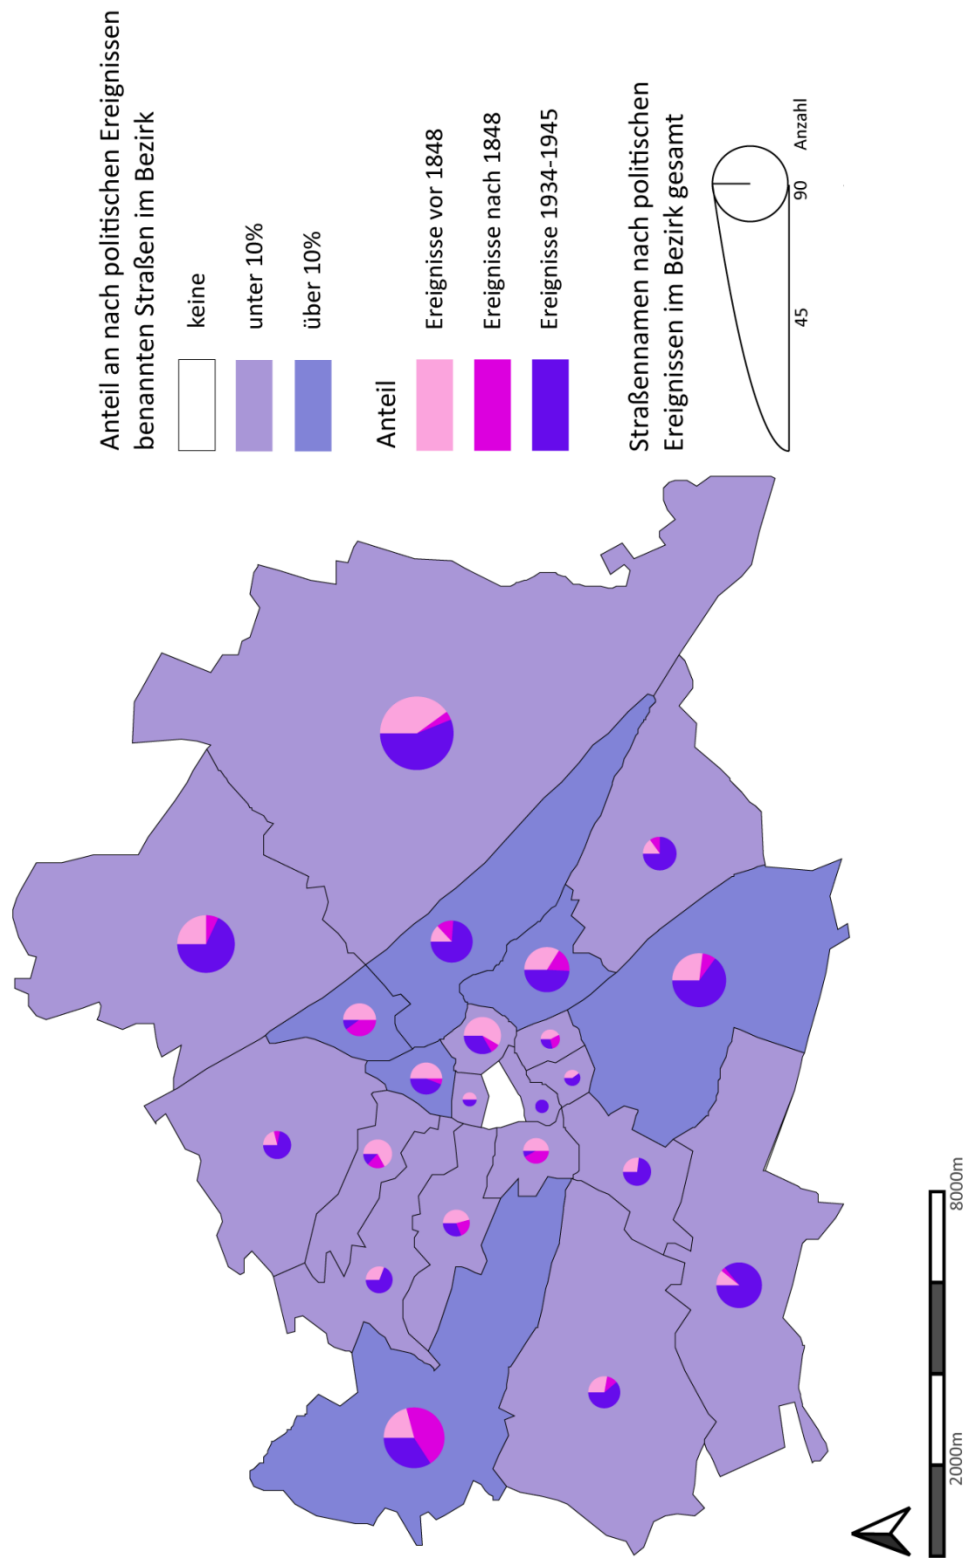 Anteil an nach politischen Ereignissen
benannten Straßen im Bezirk
keine
unter 10%
über 10%
Anteil
Ereignisse vor 1848
Ereignisse nach 1848
Ereignisse 1934-1945
Straßennamen nach politischen
Ereignissen im Bezirk gesamt
45
90
Anzahl
2000m
8000m